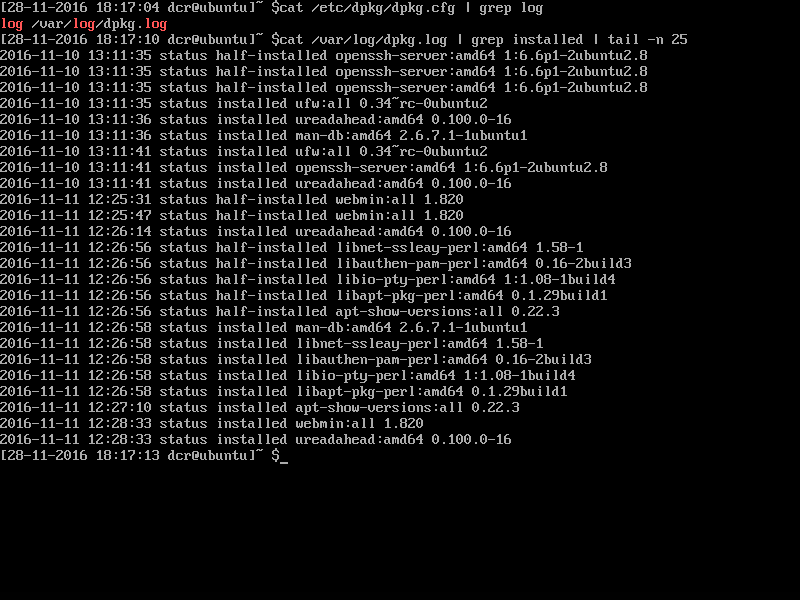 [28-11-2016 18:17:04 dcr@ubuntu]~ $cat /etc/dpkg/dpkg.cfg | grep log
log /var/log/dpkg.log
[28-11-2016 18:17:10 dcr@ubuntu]~ $cat /var/log/dpkg.log | grep installed | tail -n 25
2016-11-10 13:11:35 status half-installed openssh-server:amd64 1:6.6p1-2ubuntu2.8
2016-11-10 13:11:35 status half-installed openssh-server:amd64 1:6.6p1-2ubuntu2.8
2016-11-10 13:11:35 status half-installed openssh-server:amd64 1:6.6p1-2ubuntu2.8
2016-11-10 13:11:35 status installed ufw:all 0.34~rc-0ubuntu2
2016-11-10 13:11:36 status installed ureadahead:amd64 0.100.0-16
2016-11-10 13:11:36 status installed man-db:amd64 2.6.7.1-1ubuntu1
2016-11-10 13:11:41 status installed ufw:all 0.34~rc-0ubuntu2
2016-11-10 13:11:41 status installed openssh-server:amd64 1:6.6p1-2ubuntu2.8
2016-11-10 13:11:41 status installed ureadahead:amd64 0.100.0-16
2016-11-11 12:25:31 status half-installed webmin:all 1.820
2016-11-11 12:25:47 status half-installed webmin:all 1.820
2016-11-11 12:26:14 status installed ureadahead:amd64 0.100.0-16
2016-11-11 12:26:56 status half-installed libnet-ssleay-perl:amd64 1.58-1
2016-11-11 12:26:56 status half-installed libauthen-pam-perl:amd64 0.16-2build3
2016-11-11 12:26:56 status half-installed libio-pty-perl:amd64 1:1.08-1build4
2016-11-11 12:26:56 status half-installed libapt-pkg-perl:amd64 0.1.29build1
2016-11-11 12:26:56 status half-installed apt-show-versions:all 0.22.3
2016-11-11 12:26:58 status installed man-db:amd64 2.6.7.1-1ubuntu1
2016-11-11 12:26:58 status installed libnet-ssleay-perl:amd64 1.58-1
2016-11-11 12:26:58 status installed libauthen-pam-perl:amd64 0.16-2build3
2016-11-11 12:26:58 status installed libio-pty-perl:amd64 1:1.08-1build4
2016-11-11 12:26:58 status installed libapt-pkg-perl:amd64 0.1.29build1
2016-11-11 12:27:10 status installed apt-show-versions:all 0.22.3
2016-11-11 12:28:33 status installed webmin:all 1.820
2016-11-11 12:28:33 status installed ureadahead:amd64 0.100.0-16
[28-11-2016 18:17:13 dcr@ubuntu]~ $_